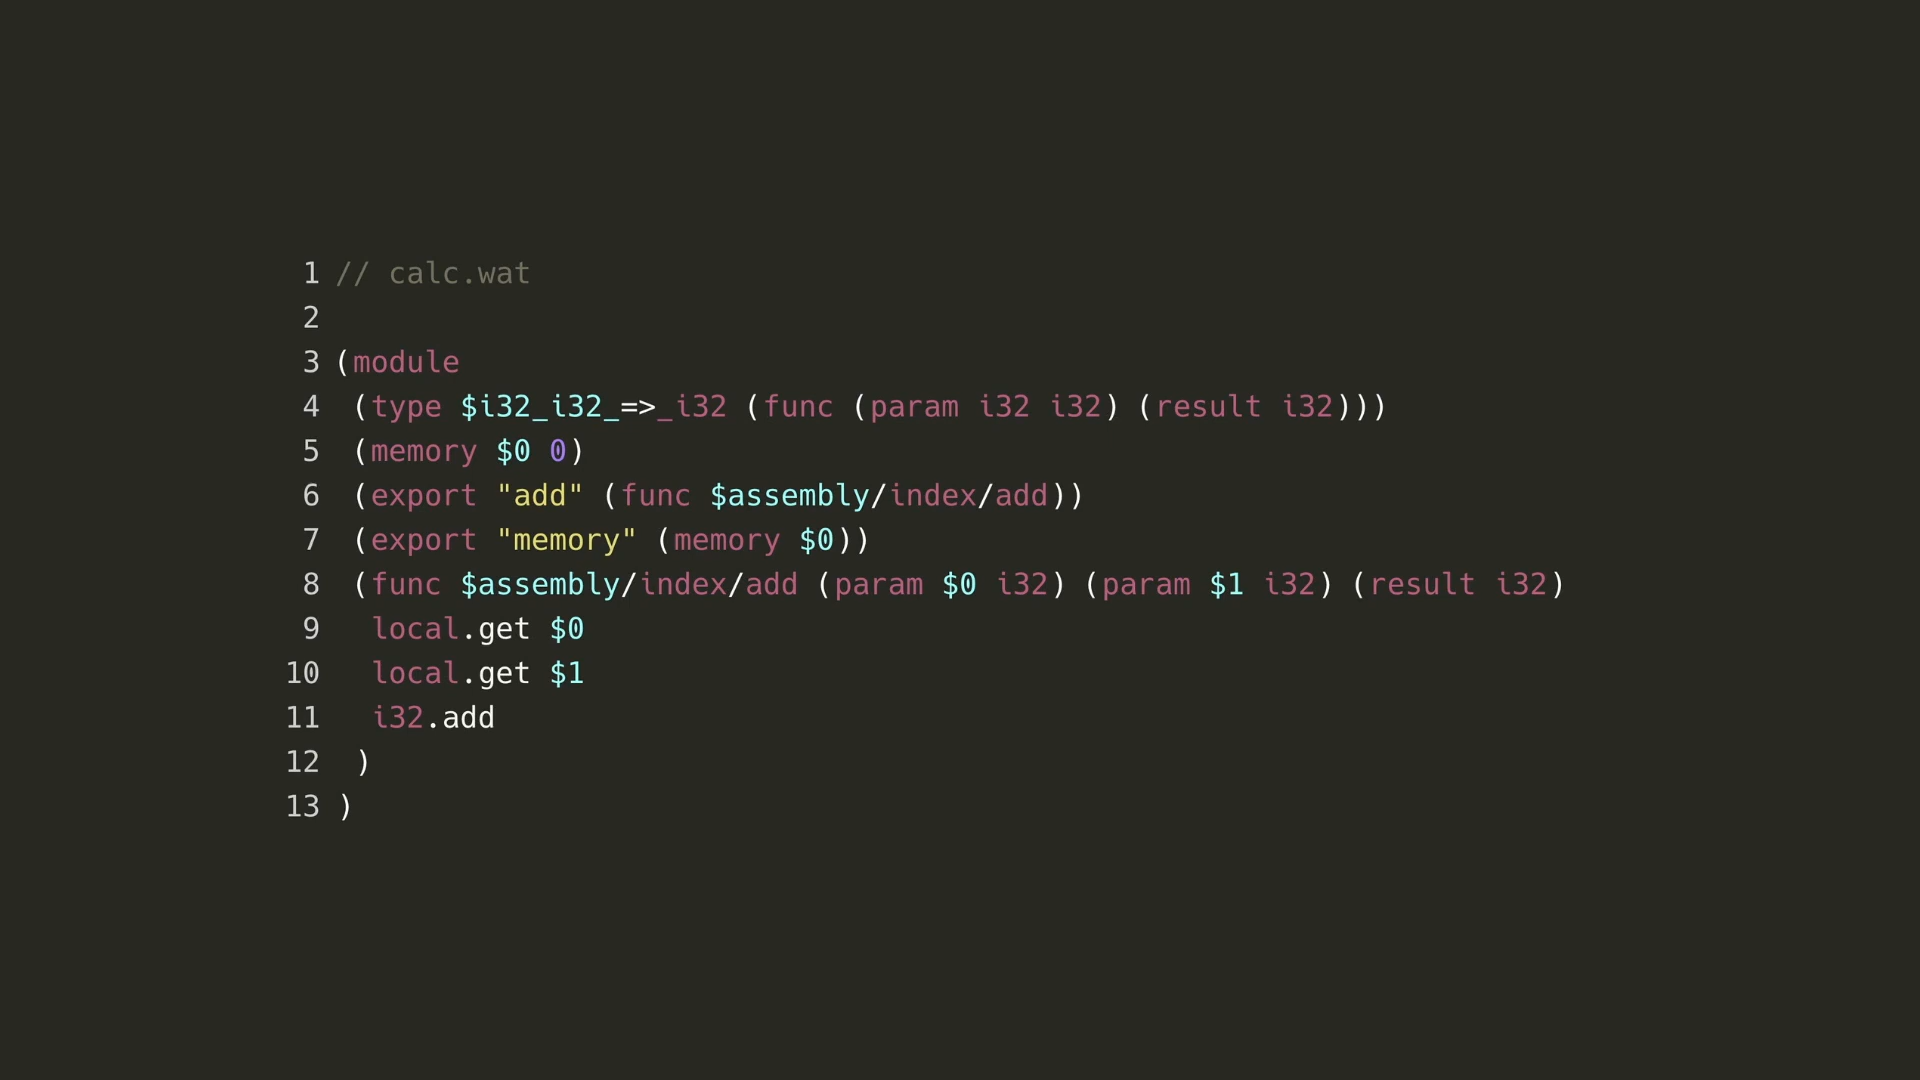 1 // calc.wat
2
3 (module
4  (type $i32_i32_=>_i32 (func (param i32 i32) (result i32)))
5  (memory $0 0)
6  (export "add" (func $assembly/index/add))
7  (export "memory" (memory $0))
8  (func $assembly/index/add (param $0 i32) (param $1 i32) (result i32)
9   local.get $0
10   local.get $1
11   i32.add
12  )
13 )